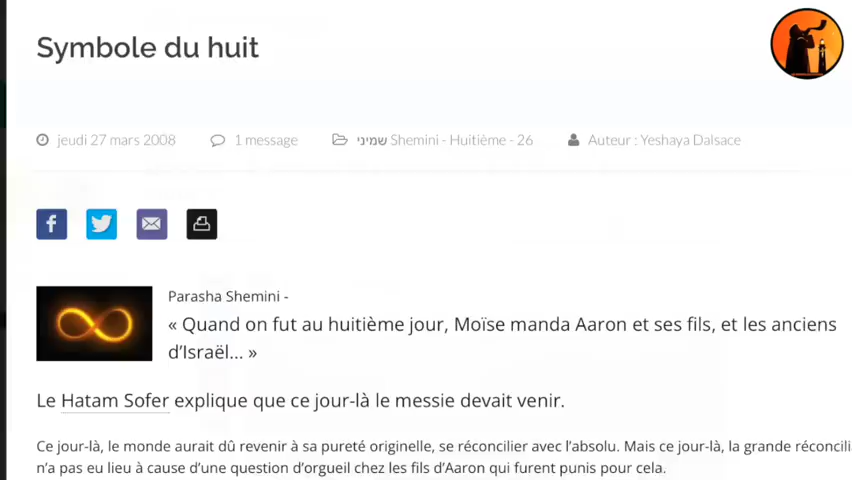 Symbole du huit
jeudi 27 mars 2008 1 message שמיני Shemini - Huitième - 26 Auteur : Yeshaya Dalsace
Parasha Shemini -
« Quand on fut au huitième jour, Moïse manda Aaron et ses fils, et les anciens
d’Israël... »
Le Hatam Sofer explique que ce jour-là le messie devait venir.
Ce jour-là, le monde aurait dû revenir à sa pureté originelle, se réconcilier avec l’absolu. Mais ce jour-là, la grande réconcili
n’a pas eu lieu à cause d’une question d’orgueil chez les fils d’Aaron qui furent punis pour cela.